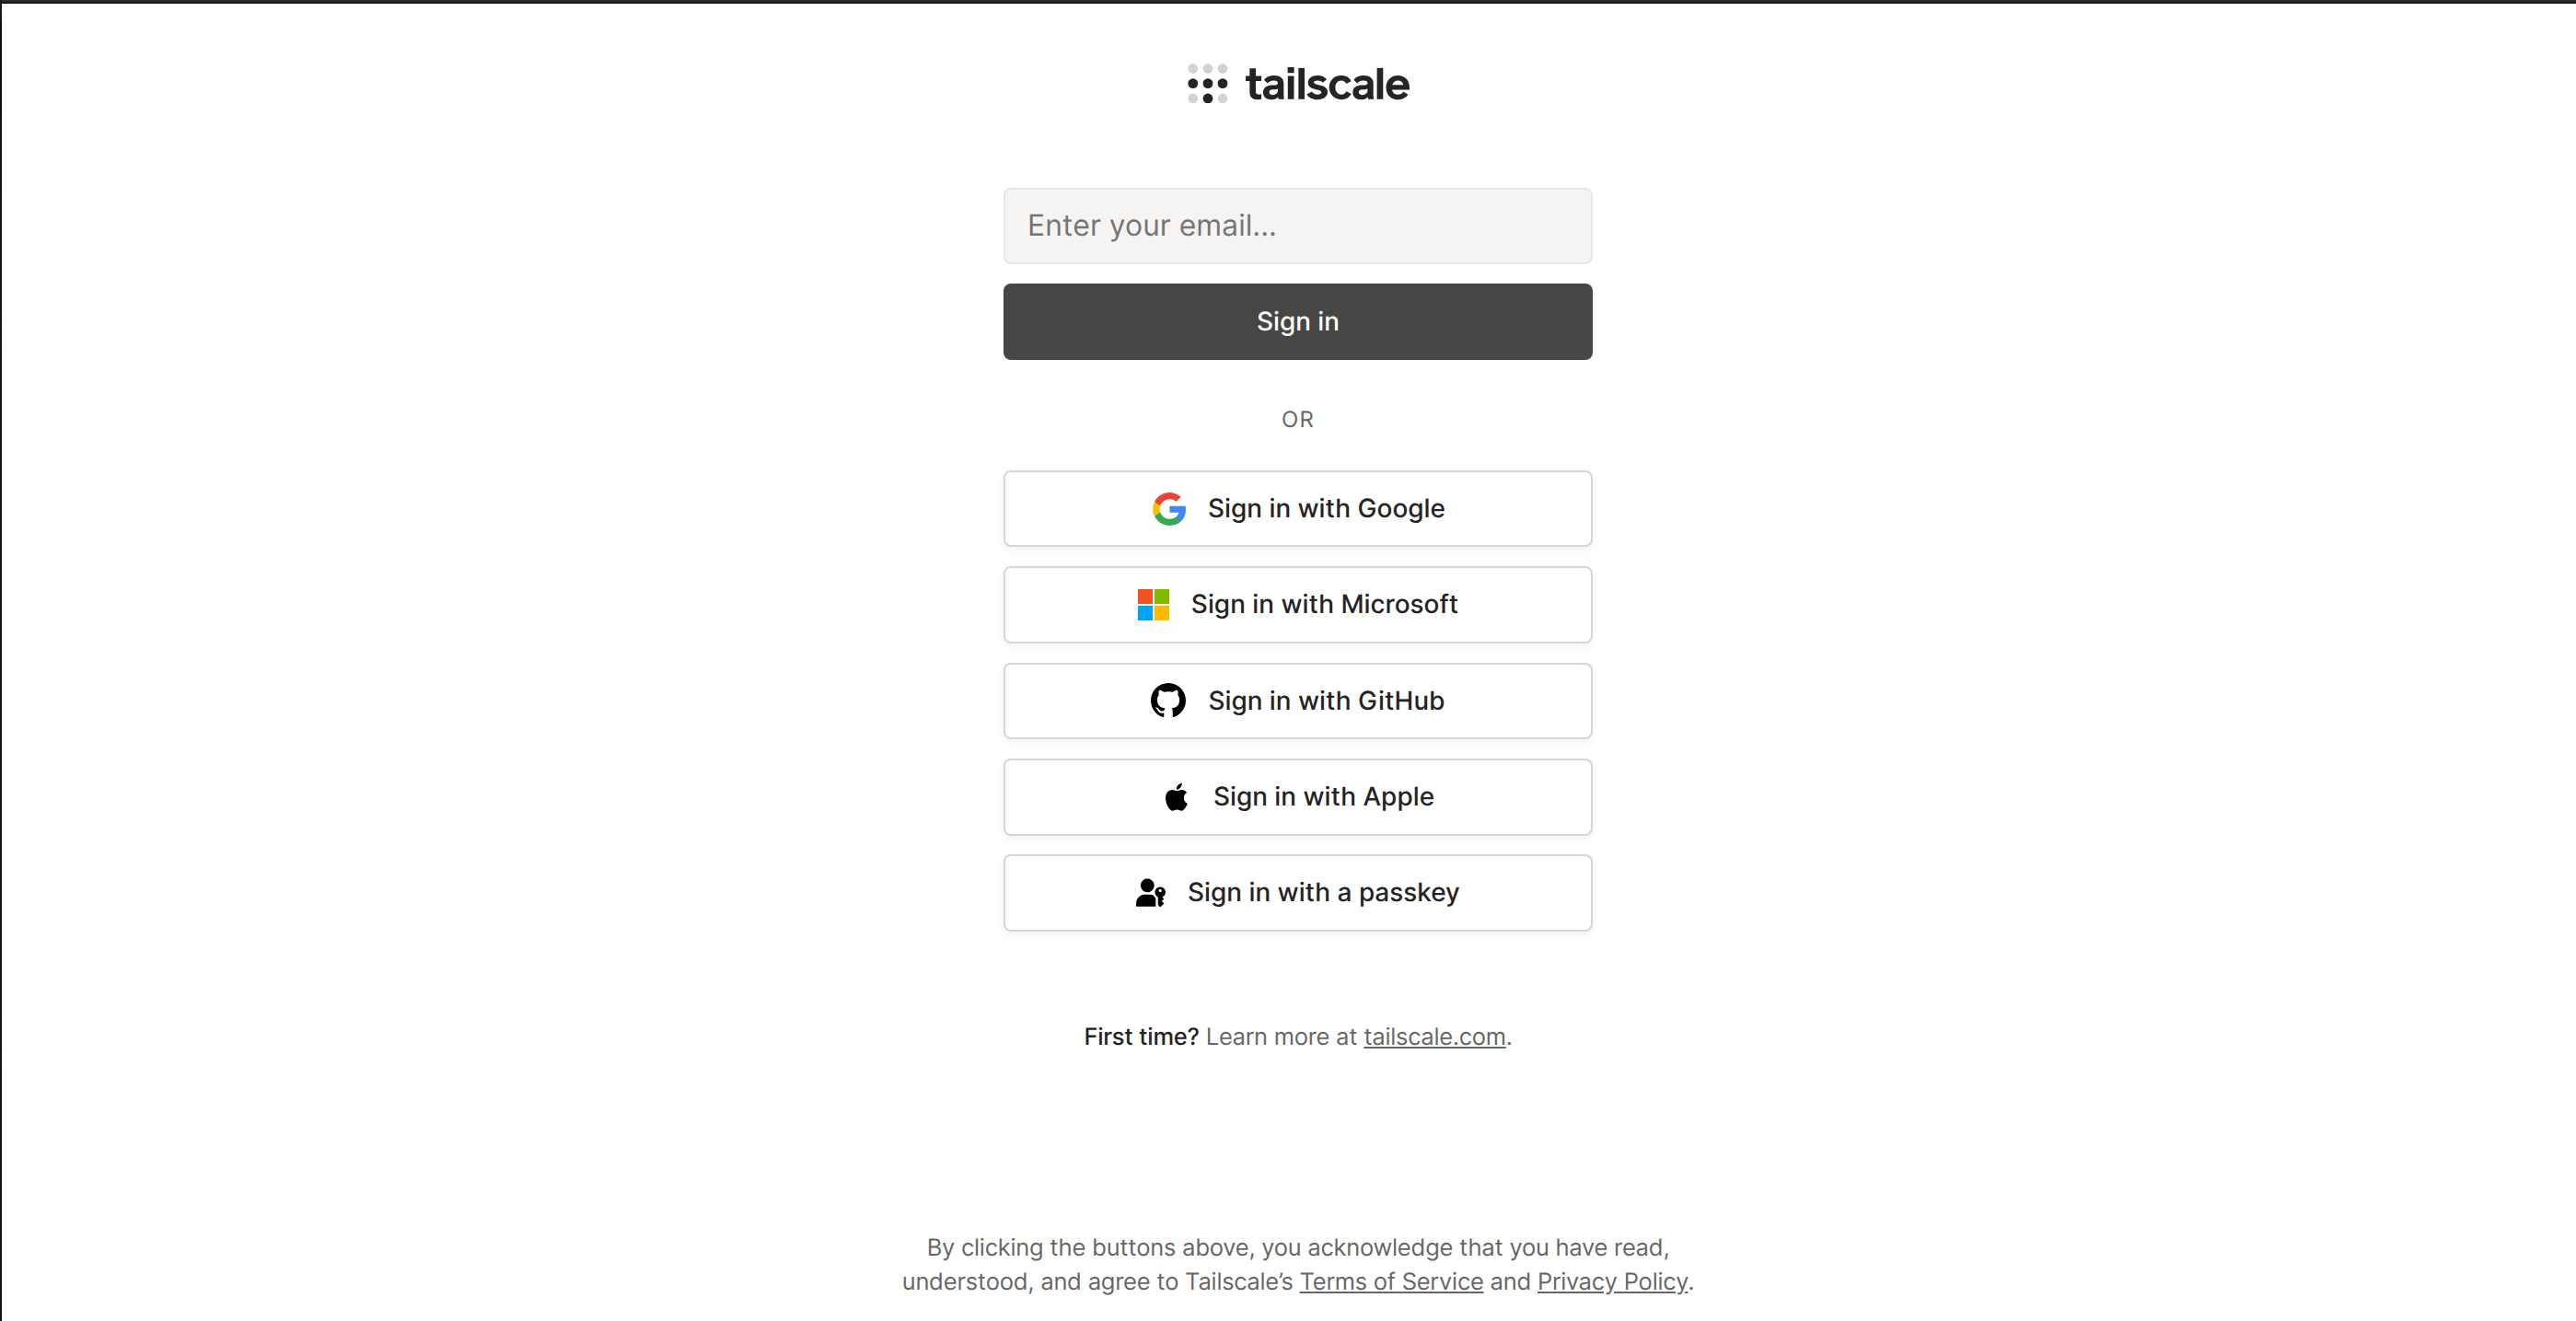 tailscale
Enter your email...
Sign in
OR
Sign in with Google
Sign in with Microsoft
Sign in with GitHub
Sign in with Apple
Sign in with a passkey
First time? Learn more at tailscale.com.
By clicking the buttons above, you acknowledge that you have read,
understood, and agree to Tailscale’s Terms of Service and Privacy Policy.